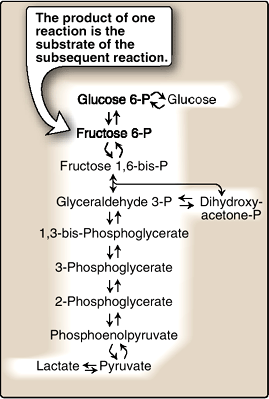 The product of one
reaction is the
substrate of the
subsequent reaction.
Glucose 6-P Glucose
Fructose 6-P
Fructose 1,6-bis-P
Glyceraldehyde 3-P Dihydroxy-
acetone-P
1,3-bis-Phosphoglycerate
3-Phosphoglycerate
2-Phosphoglycerate
Phosphoenolpyruvate
Lactate Pyruvate